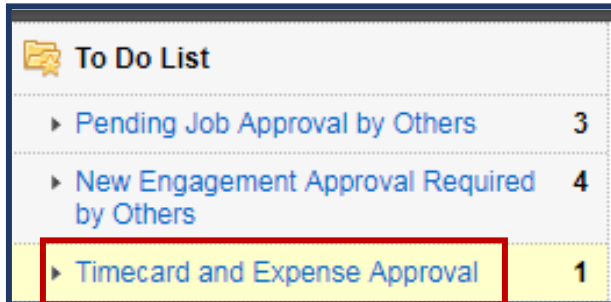 To Do List
Pending Job Approval by Others 3
New Engagement Approval Required 4
by Others
Timecard and Expense Approval 1